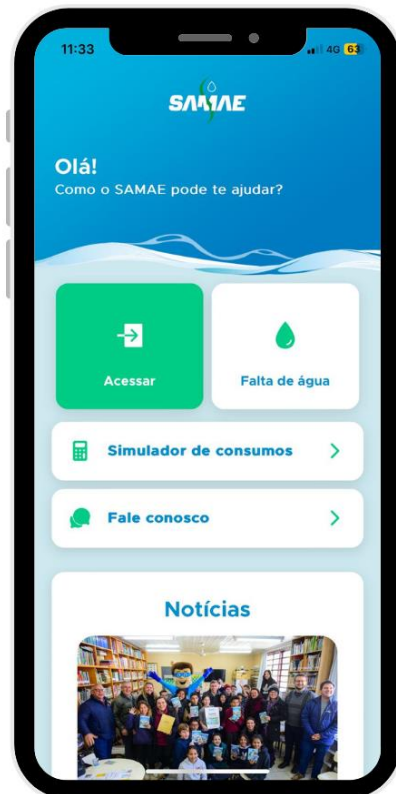 11:33
4G 63
SAMAE
Olá!
Como o SAMAE pode te ajudar?
Acessar
Falta de água
Simulador de consumos
Fale conosco
Notícias